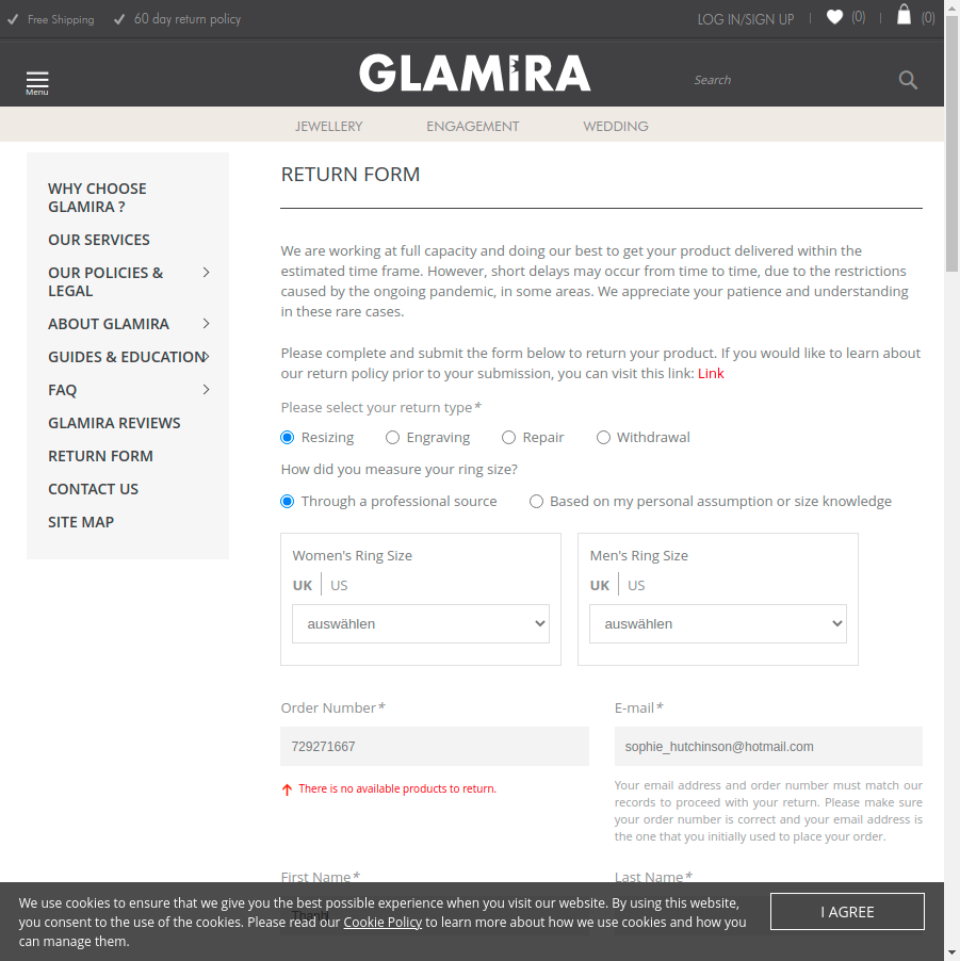 Free Shipping 60 day return policy LOG IN/SIGN UP (0) (0)
Menu GLAMIRA Search
JEWELLERY ENGAGEMENT WEDDING
WHY CHOOSE
GLAMIRA ?
OUR SERVICES
OUR POLICIES &
LEGAL
ABOUT GLAMIRA
GUIDES & EDUCATION
FAQ
GLAMIRA REVIEWS
RETURN FORM
CONTACT US
SITE MAP
RETURN FORM
We are working at full capacity and doing our best to get your product delivered within the
estimated time frame. However, short delays may occur from time to time, due to the restrictions
caused by the ongoing pandemic, in some areas. We appreciate your patience and understanding
in these rare cases.
Please complete and submit the form below to return your product. If you would like to learn about
our return policy prior to your submission, you can visit this link: Link
Please select your return type*
Resizing Engraving Repair Withdrawal
How did you measure your ring size?
Through a professional source Based on my personal assumption or size knowledge
Women's Ring Size
UK US
auswählen
Men's Ring Size
UK US
auswählen
Order Number*
729271667
There is no available products to return.
E-mail*
sophie_hutchinson@hotmail.com
Your email address and order number must match our
records to proceed with your return. Please make sure
your order number is correct and your email address is
the one that you initially used to place your order.
First Name* Last Name*
We use cookies to ensure that we give you the best possible experience when you visit our website. By using this website,
you consent to the use of the cookies. Please read our Cookie Policy to learn more about how we use cookies and how you
can manage them.
I AGREE